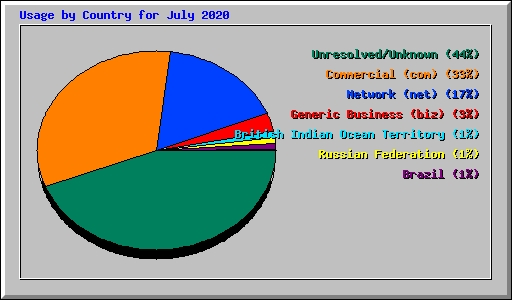 Usage by Country for July 2020
Unresolved/Unknown (44%)
Commercial (com) (33%)
Network (net) (17%)
Generic Business (biz) (3%)
British Indian Ocean Territory (1%)
Russian Federation (1%)
Brazil (1%)